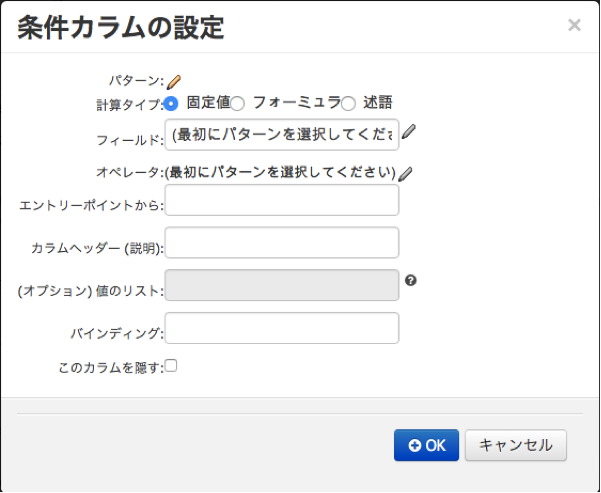 条件カラムの設定
パターン:
計算タイプ: 固定値 フォーミュラ 述語
フィールド: (最初にパターンを選択してくださ
オペレータ:(最初にパターンを選択してください)
エントリーポイントから:
カラムヘッダー (説明):
(オプション) 値のリスト:
バインディング:
このカラムを隠す:
OK キャンセル